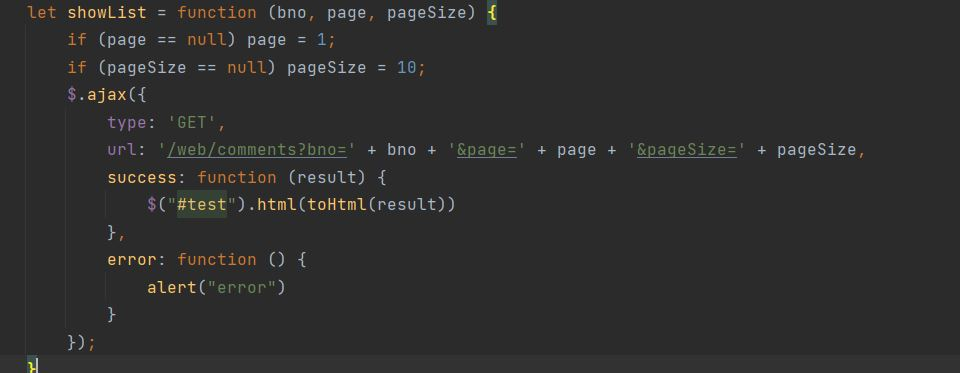 let showList = function (bno, page, pageSize) {
    if (page == null) page = 1;
    if (pageSize == null) pageSize = 10;
    $.ajax({
        type: 'GET',
        url: '/web/comments?bno=' + bno + '&page=' + page + '&pageSize=' + pageSize,
        success: function (result) {
            $("#test").html(toHtml(result))
        },
        error: function () {
            alert("error")
        }
    });
}